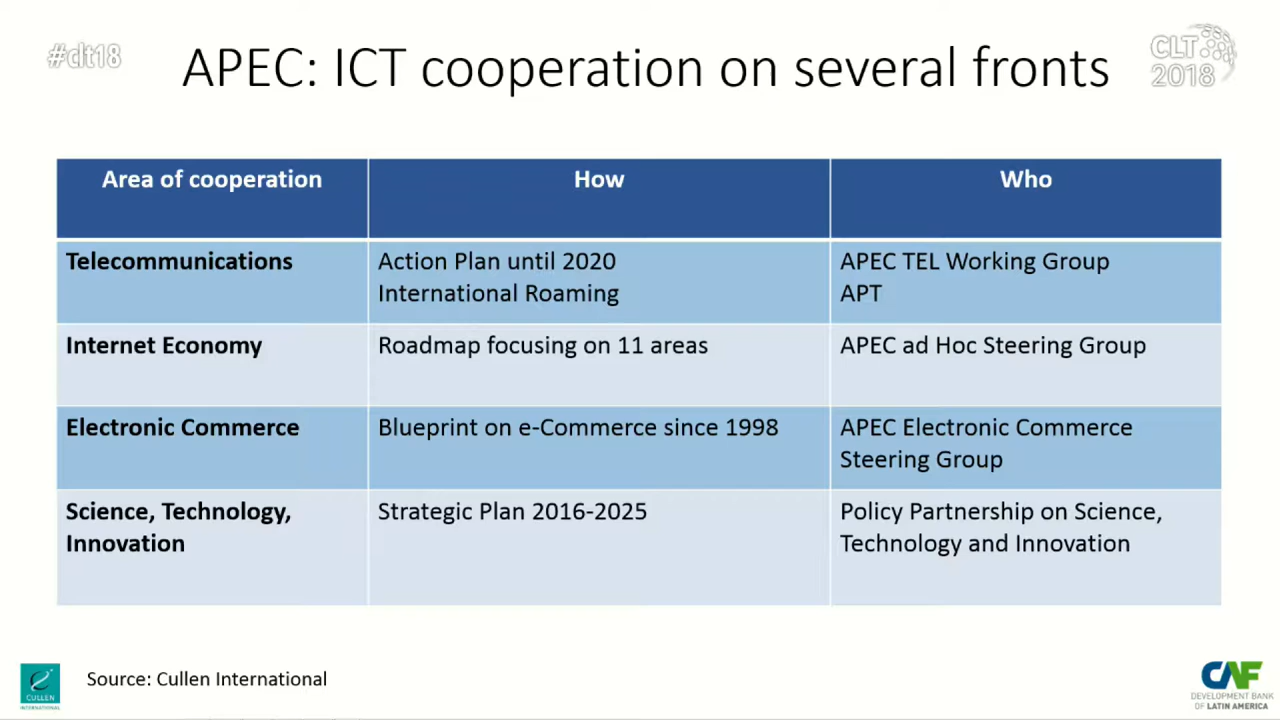 #clt18
APEC: ICT cooperation on several fronts
CLT
2018
Area of cooperation
How
Who
Telecommunications
Action Plan until 2020
International Roaming
APEC TEL Working Group
APT
Internet Economy
Roadmap focusing on 11 areas
APEC ad Hoc Steering Group
Electronic Commerce
Blueprint on e-Commerce since 1998
APEC Electronic Commerce
Steering Group
Science, Technology,
Innovation
Strategic Plan 2016-2025
Policy Partnership on Science,
Technology and Innovation
CULLEN
INTERNATIONAL
Source: Cullen International
CAF
DEVELOPMENT BANK
OF LATIN AMERICA